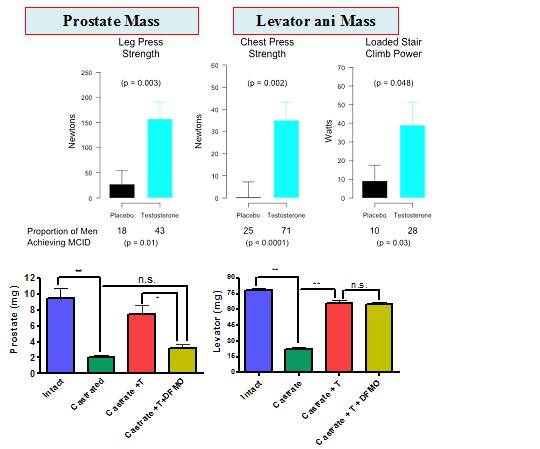 Prostate Mass
Levator ani Mass
Leg Press
Strength
Chest Press
Strength
Loaded Stair
Climb Power
(p = 0.003)
(p = 0.002)
(p = 0.048)
Newtons
250
200
150
100
50
0
Newtons
60
50
40
30
20
10
0
Watts
70
60
50
40
30
20
10
0
Placebo Testosterone
Placebo Testosterone
Placebo Testosterone
Proportion of Men
Achieving MCID
18 43
(p = 0.01)
25 71
(p < 0.0001)
10 28
(p = 0.03)
Prostate (mg)
12
10
8
6
4
2
0
**
n.s.
*
Intact
Castrated
Castrate +T
Castrate +T+DFMO
Levator (mg)
90
75
60
45
30
15
0
**
**
n.s.
Intact
Castrate
Castrate + T
Castrate + T + DFMO